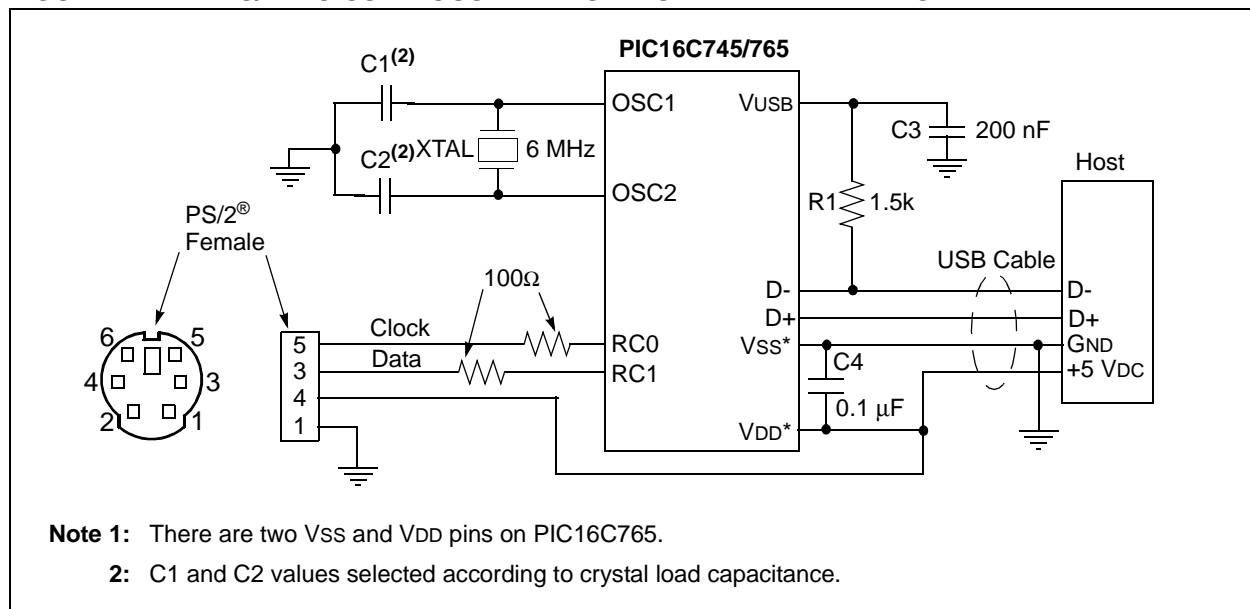 PIC16C745/765
C1(2)
OSC1
VUSB
C3
200 nF
C2(2)
XTAL
6 MHz
Host
OSC2
R1
1.5k
PS/2®
Female
USB Cable
100Ω
D-
D-
D+
D+
6
5
Clock
5
RC0
VSS*
GND
Data
3
RC1
C4
+5 VDC
4
3
4
0.1 µF
2
1
1
VDD*
Note 1: There are two VSS and VDD pins on PIC16C765.
2: C1 and C2 values selected according to crystal load capacitance.